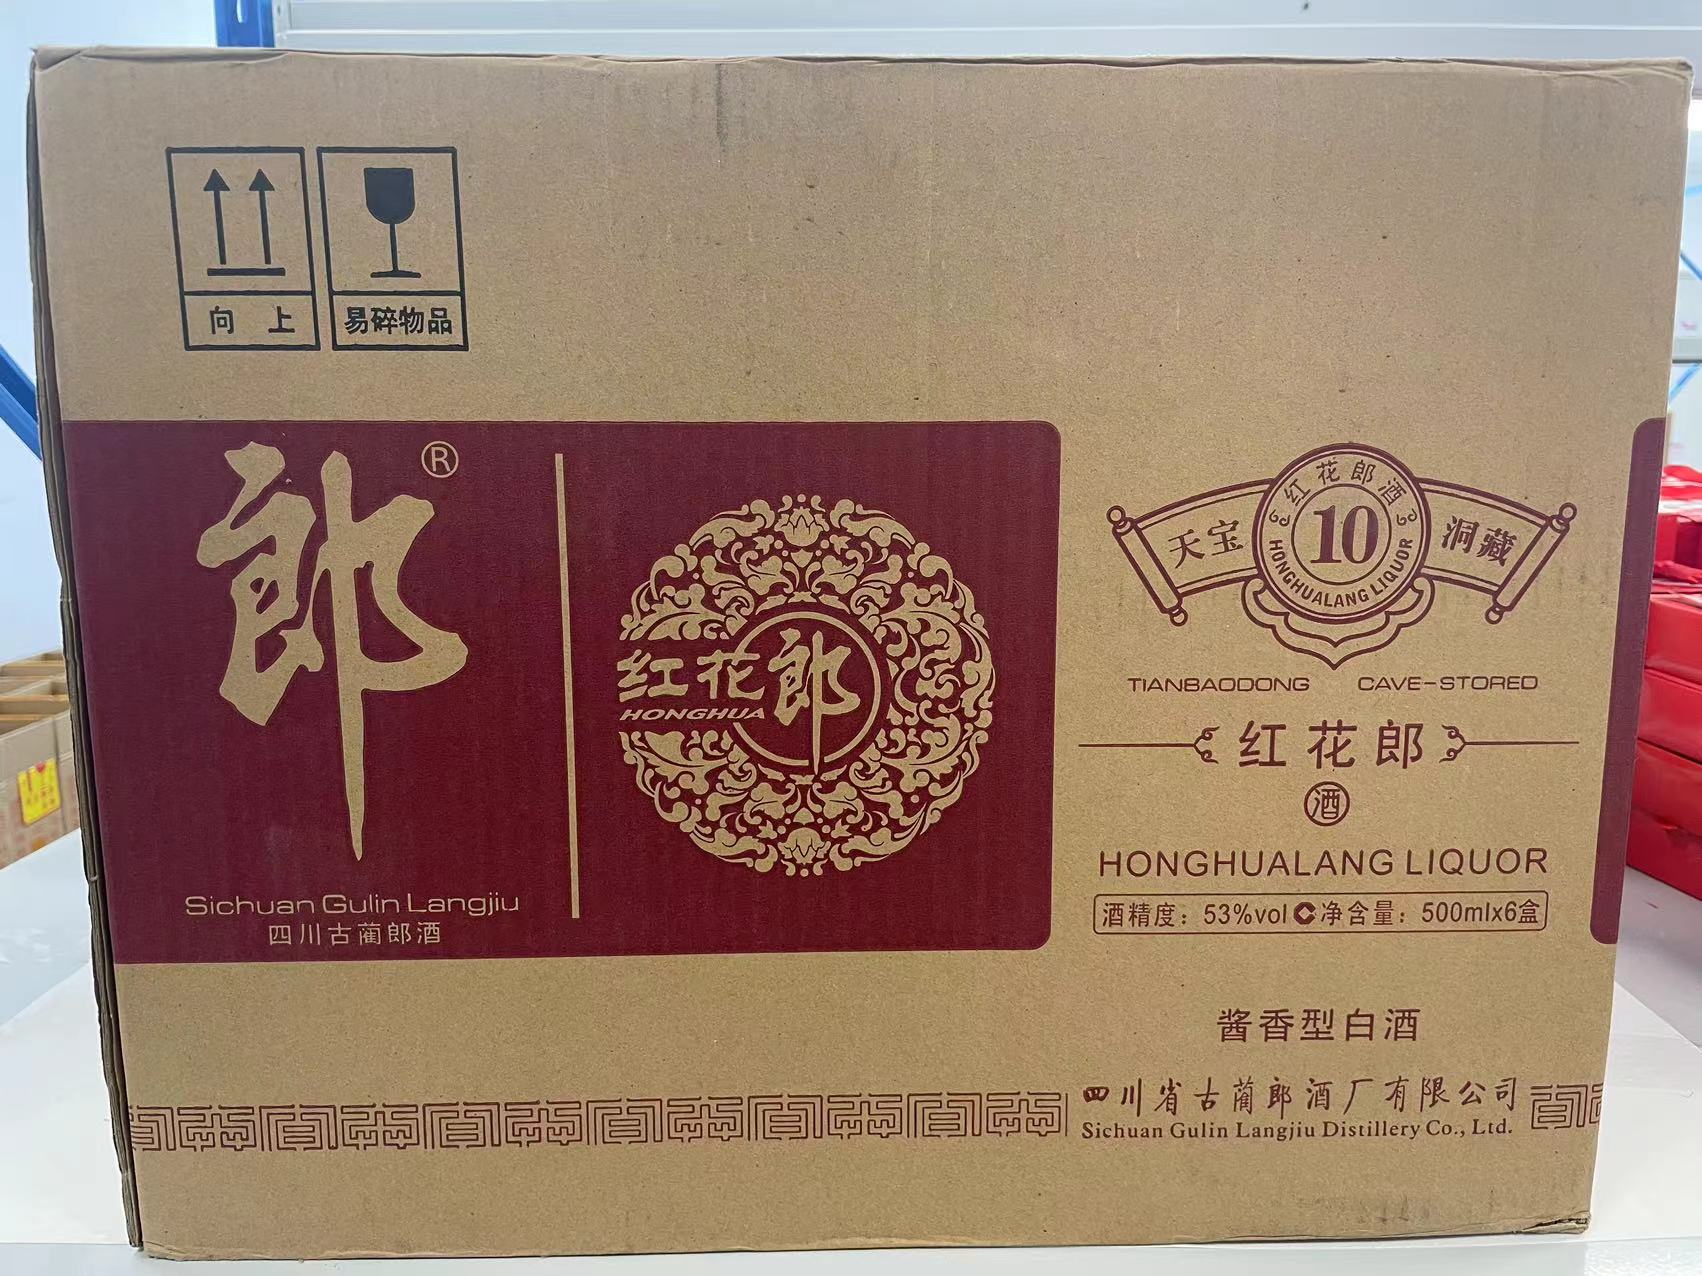 向 上
易碎物品
郎®
Sichuan Gulin Langjiu
四川古蔺郎酒
红花郎
HONGHUA
红花郎酒
天宝 10 洞藏
HONGHUALANG LIQUOR
TIANBAODONG CAVE-STORED
红花郎
酒
HONGHUALANG LIQUOR
酒精度：53%vol 净含量：500mlx6盒
酱香型白酒
四川省古蔺郎酒厂有限公司
Sichuan Gulin Langjiu Distillery Co., Ltd.